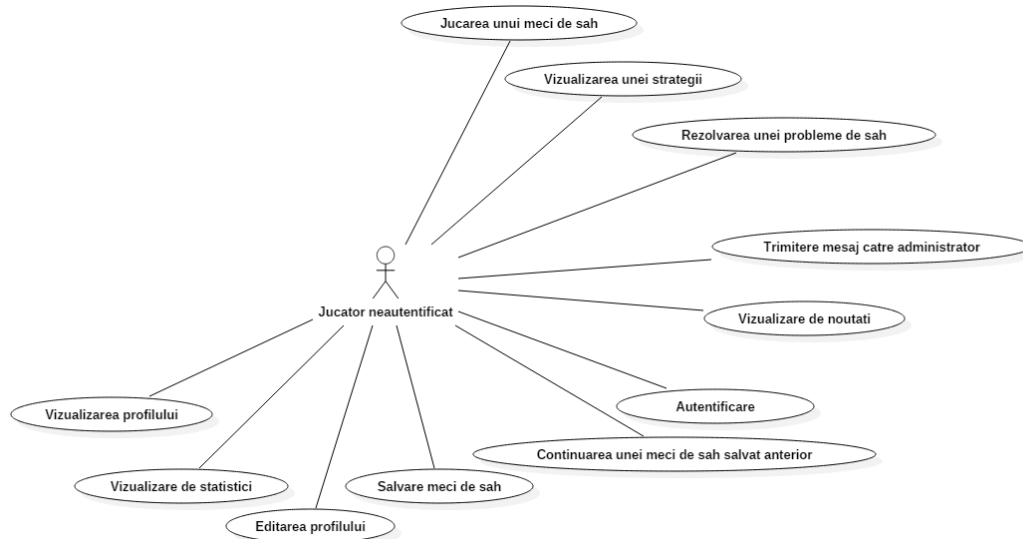 Jucarea unui meci de sah
Vizualizarea unei strategii
Rezolvarea unei probleme de sah
Trimitere mesaj catre administrator
Jucator neautentificat
Vizualizare de noutati
Vizualizarea profilului
Autentificare
Continuarea unei meci de sah salvat anterior
Vizualizare de statistici
Salvare meci de sah
Editarea profilului